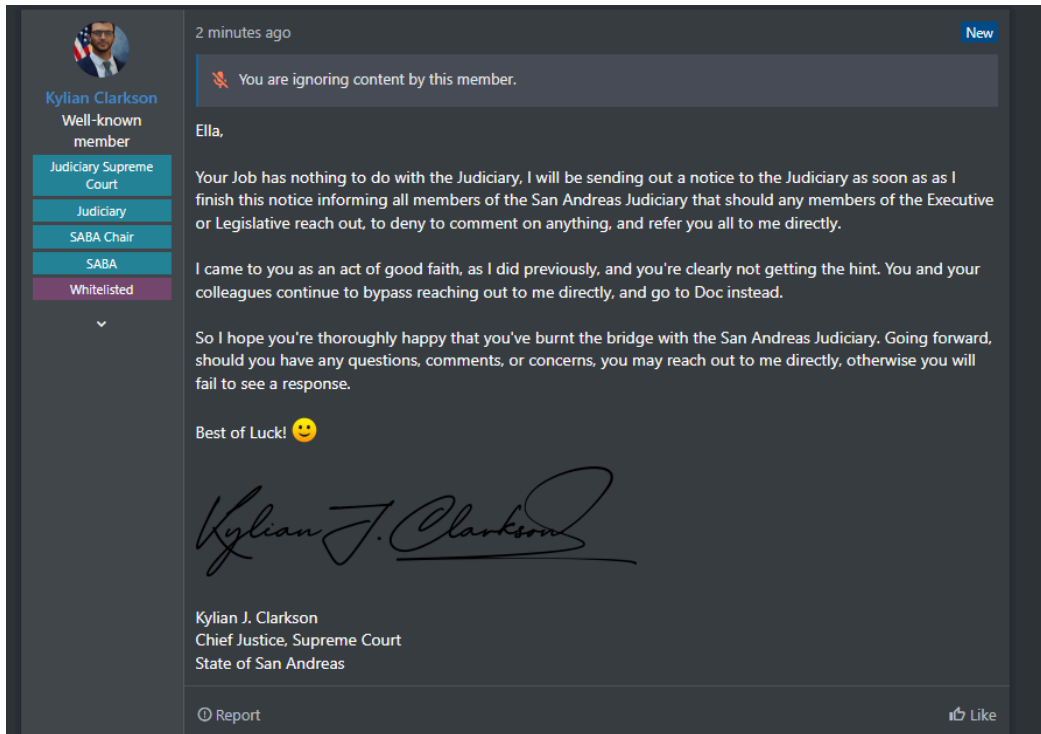 2 minutes ago
New
You are ignoring content by this member.
Kylian Clarkson
Well-known
member
Judiciary Supreme
Court
Judiciary
SABA Chair
SABA
Whitelisted
Ella,
Your Job has nothing to do with the Judiciary, I will be sending out a notice to the Judiciary as soon as as I
finish this notice informing all members of the San Andreas Judiciary that should any members of the Executive
or Legislative reach out, to deny to comment on anything, and refer you all to me directly.
I came to you as an act of good faith, as I did previously, and you're clearly not getting the hint. You and your
colleagues continue to bypass reaching out to me directly, and go to Doc instead.
So I hope you're thoroughly happy that you've burnt the bridge with the San Andreas Judiciary. Going forward,
should you have any questions, comments, or concerns, you may reach out to me directly, otherwise you will
fail to see a response.
Best of Luck! 🙂
Kylian J. Clarkson
Kylian J. Clarkson
Chief Justice, Supreme Court
State of San Andreas
Report
Like